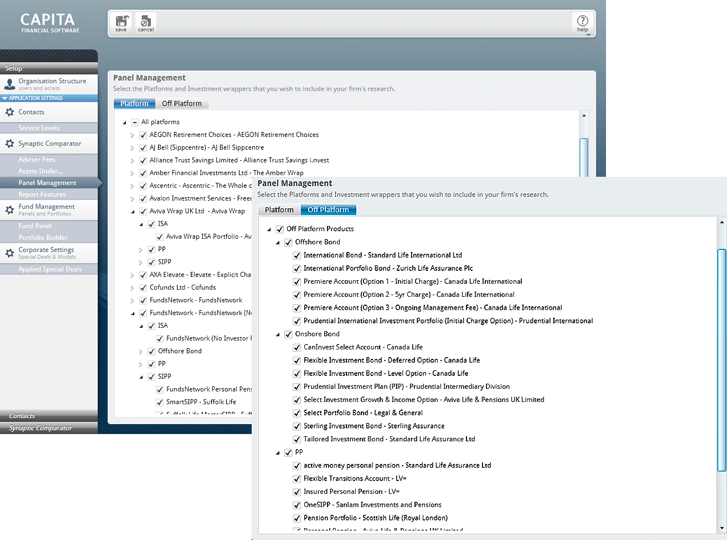 CAPITA
FINANCIAL SOFTWARE
save
cancel
help
Setup
Organisation Structure
users and access
APPLICATION SETTINGS
Contacts
Service Levels
Synaptic Comparator
Adviser Fees
Assets Under...
Panel Management
Report Features
Fund Management
Panels and Portfolios
Fund Panel
Portfolio Builder
Corporate Settings
Special Deals & Models
Applied Special Deals
Contacts
Synaptic Comparator
Panel Management
Select the Platforms and Investment wrappers that you wish to include in your firm's research.
Platform
Off Platform
All platforms
AEGON Retirement Choices - AEGON Retirement Choices
AJ Bell (Sippcentre) - AJ Bell Sippcentre
Alliance Trust Savings Limited - Alliance Trust Savings i.nvest
Amber Financial Investments Ltd - The Amber Wrap
Ascentric - Ascentric - The Whole o
Avalon Investment Services - Freed
Aviva Wrap UK Ltd - Aviva Wrap
ISA
Aviva Wrap ISA Portfolio - Av
PP
SIPP
AXA Elevate - Elevate - Explicit Cha
Cofunds Ltd - Cofunds
FundsNetwork - FundsNetwork
FundsNetwork - FundsNetwork (No
ISA
FundsNetwork (No Investor I
Offshore Bond
PP
SIPP
FundsNetwork Personal Pens
SmartSIPP - Suffolk Life
Suffolk Life MasterSIPP - Suff
Panel Management
Select the Platforms and Investment wrappers that you wish to include in your firm's research.
Platform
Off Platform
Off Platform Products
Offshore Bond
International Bond - Standard Life International Ltd
International Portfolio Bond - Zurich Life Assurance Plc
Premiere Account (Option 1 - Initial Charge) - Canada Life International
Premiere Account (Option 2 - 5yr Charge) - Canada Life International
Premiere Account (Option 3 - Ongoing Management Fee) - Canada Life International
Prudential International Investment Portfolio (Initial Charge Option) - Prudential International
Onshore Bond
CanInvest Select Account - Canada Life
Flexible Investment Bond - Deferred Option - Canada Life
Flexible Investment Bond - Level Option - Canada Life
Prudential Investment Plan (PIP) - Prudential Intermediary Division
Select Investment Growth & Income Option - Aviva Life & Pensions UK Limited
Select Portfolio Bond - Legal & General
Sterling Investment Bond - Sterling Assurance
Tailored Investment Bond - Standard Life Assurance Ltd
PP
active money personal pension - Standard Life Assurance Ltd
Flexible Transitions Account - LV=
Insured Personal Pension - LV=
OneSIPP - Sanlam Investments and Pensions
Pension Portfolio - Scottish Life (Royal London)
Personal Pension - Aviva Life & Pensions UK Limited